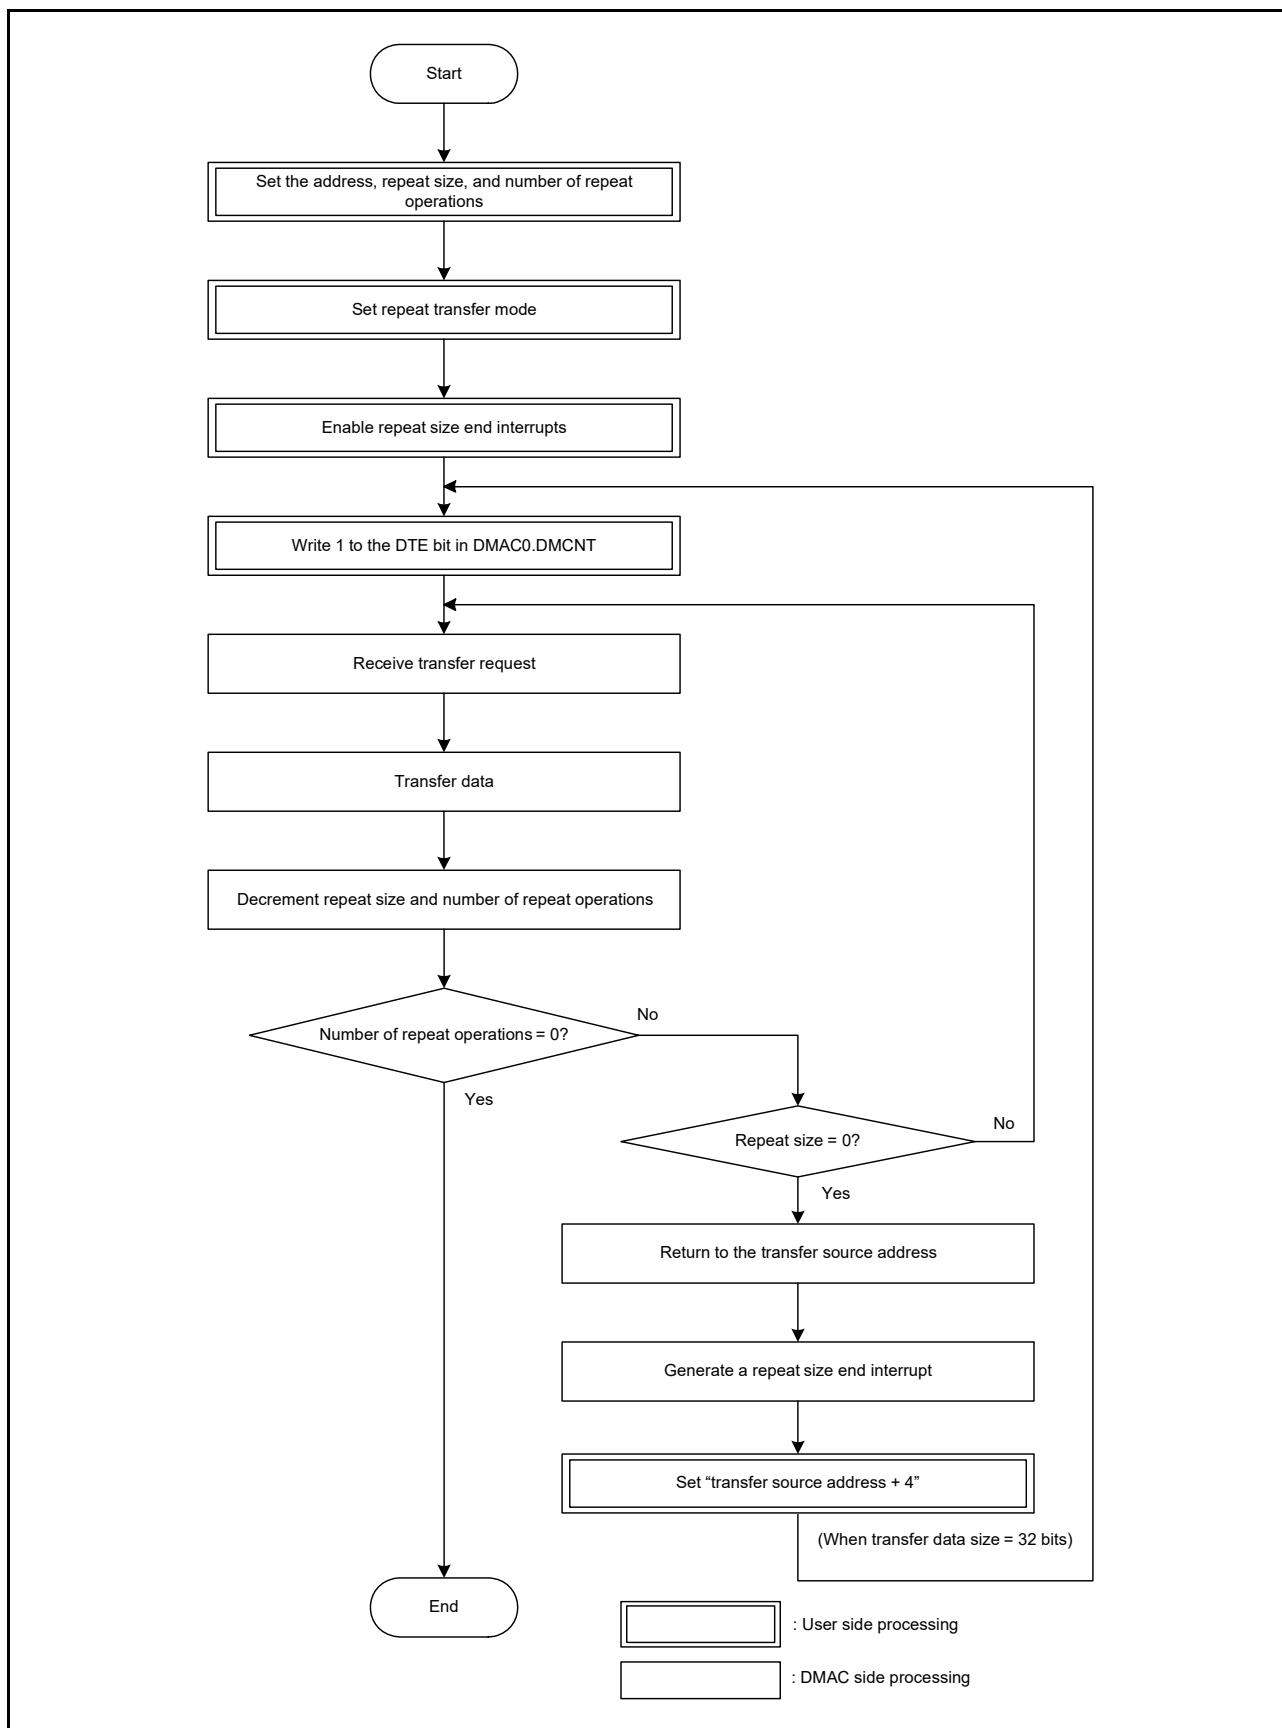 Start
Set the address, repeat size, and number of repeat
operations
Set repeat transfer mode
Enable repeat size end interrupts
Write 1 to the DTE bit in DMAC0.DMCNT
Receive transfer request
Transfer data
Decrement repeat size and number of repeat operations
Number of repeat operations = 0?
No
Yes
Repeat size = 0?
No
Yes
Return to the transfer source address
Generate a repeat size end interrupt
Set “transfer source address + 4”
(When transfer data size = 32 bits)
End
: User side processing
: DMAC side processing